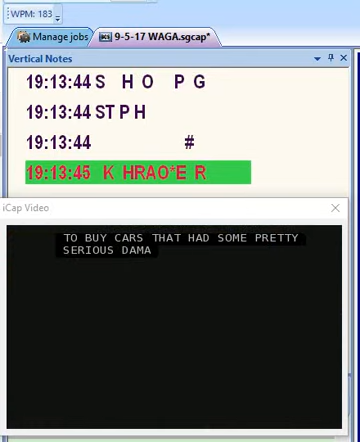 WPM: 183
Manage jobs
9-5-17 WAGA.sgcap*
Vertical Notes
19:13:44 S H O P G
19:13:44 ST P H
19:13:44 #
19:13:45 K HRAO*E R
iCap Video
TO BUY CARS THAT HAD SOME PRETTY
SERIOUS DAMA